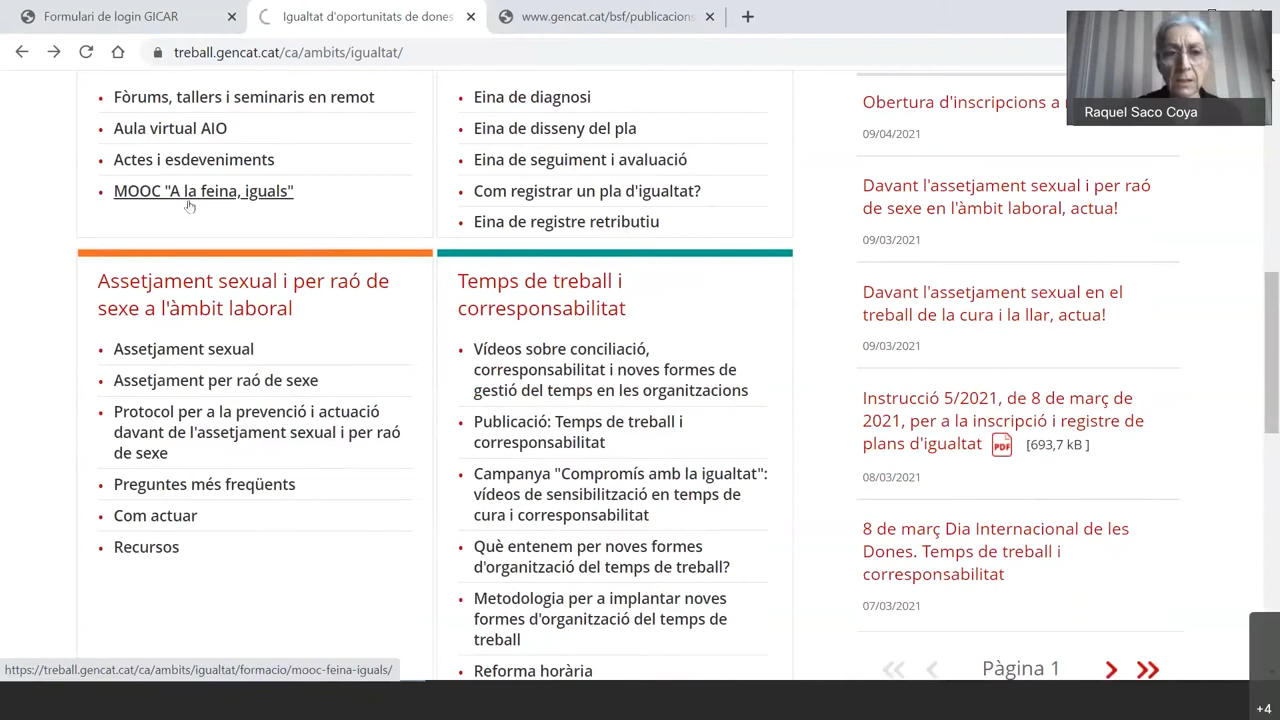 Formulari de login GICAR
Igualtat d'oportunitats de dones
www.gencat.cat/bsf/publicacions
treball.gencat.cat/ca/ambits/igualtat/
Raquel Saco Coya
Fòrums, tallers i seminaris en remot
Aula virtual AIO
Actes i esdeveniments
MOOC "A la feina, iguals"
Eina de diagnosi
Eina de disseny del pla
Eina de seguiment i avaluació
Com registrar un pla d'igualtat?
Eina de registre retributiu
Assetjament sexual i per raó de
sexe a l'àmbit laboral
Assetjament sexual
Assetjament per raó de sexe
Protocol per a la prevenció i actuació
davant de l'assetjament sexual i per raó
de sexe
Preguntes més freqüents
Com actuar
Recursos
Temps de treball i
corresponsabilitat
Vídeos sobre conciliació,
corresponsabilitat i noves formes de
gestió del temps en les organitzacions
Publicació: Temps de treball i
corresponsabilitat
Campanya "Compromís amb la igualtat":
vídeos de sensibilització en temps de
cura i corresponsabilitat
Què entenem per noves formes
d'organització del temps de treball?
Metodologia per a implantar noves
formes d'organització del temps de
treball
Reforma horària
Obertura d'inscripcions a
09/04/2021
Davant l'assetjament sexual i per raó
de sexe en l'àmbit laboral, actua!
09/03/2021
Davant l'assetjament sexual en el
treball de la cura i la llar, actua!
09/03/2021
Instrucció 5/2021, de 8 de març de
2021, per a la inscripció i registre de
plans d'igualtat PDF [693,7 kB ]
08/03/2021
8 de març Dia Internacional de les
Dones. Temps de treball i
corresponsabilitat
07/03/2021
Pàgina 1
https://treball.gencat.cat/ca/ambits/igualtat/formacio/mooc-feina-iguals/
+4